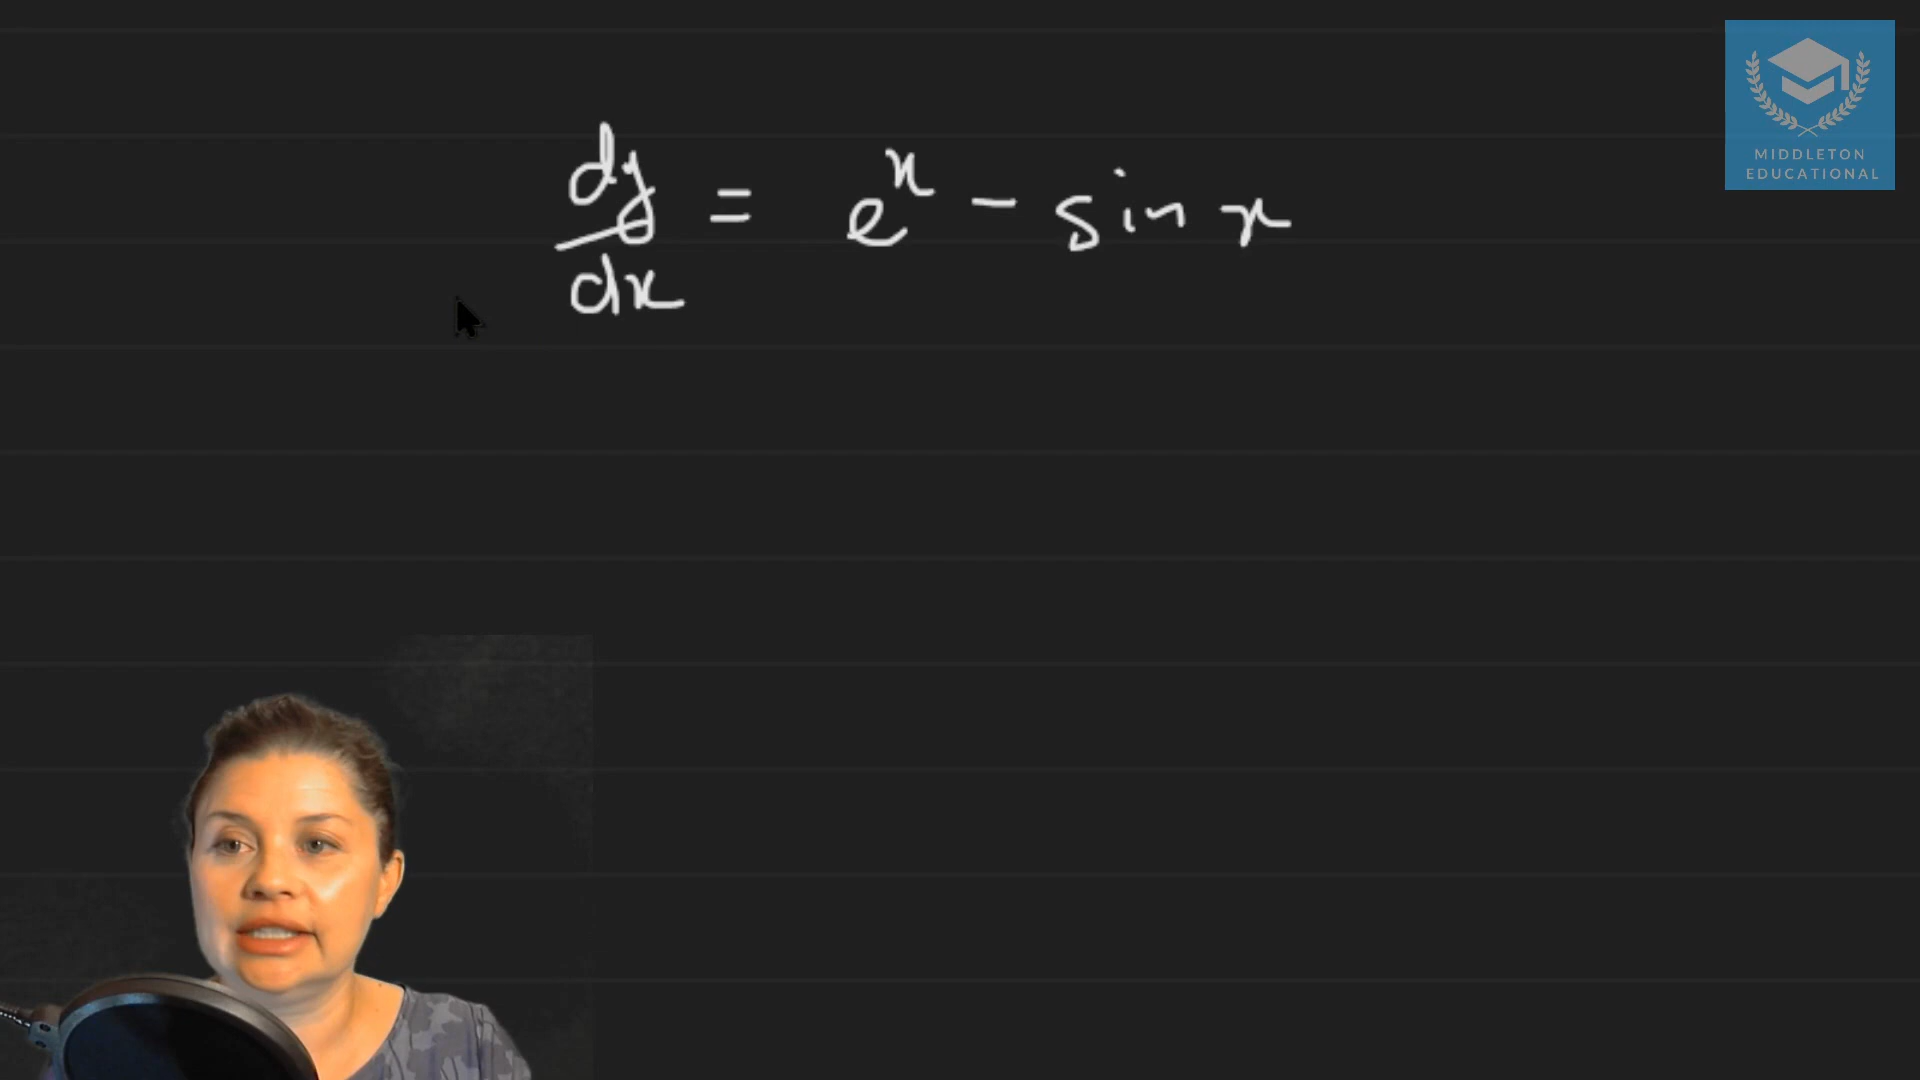 dy/dx = e^x - sin x
MIDDLETON
EDUCATIONAL